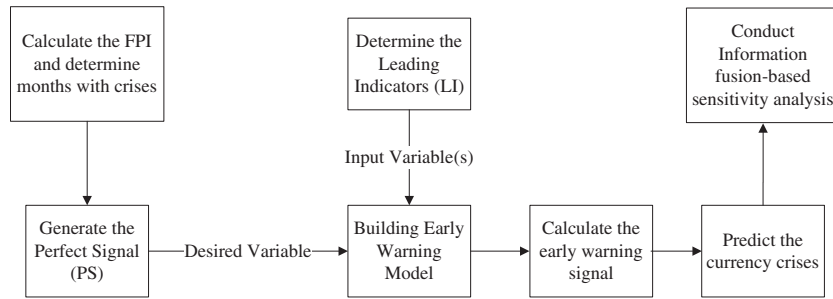 Calculate the FPI
and determine
months with crises
Determine the
Leading
Indicators (LI)
Conduct
Information
fusion-based
sensitivity analysis
Input Variable(s)
Generate the
Perfect Signal
(PS)
Desired Variable
Building Early
Warning
Model
Calculate the
early warning
signal
Predict the
currency crises